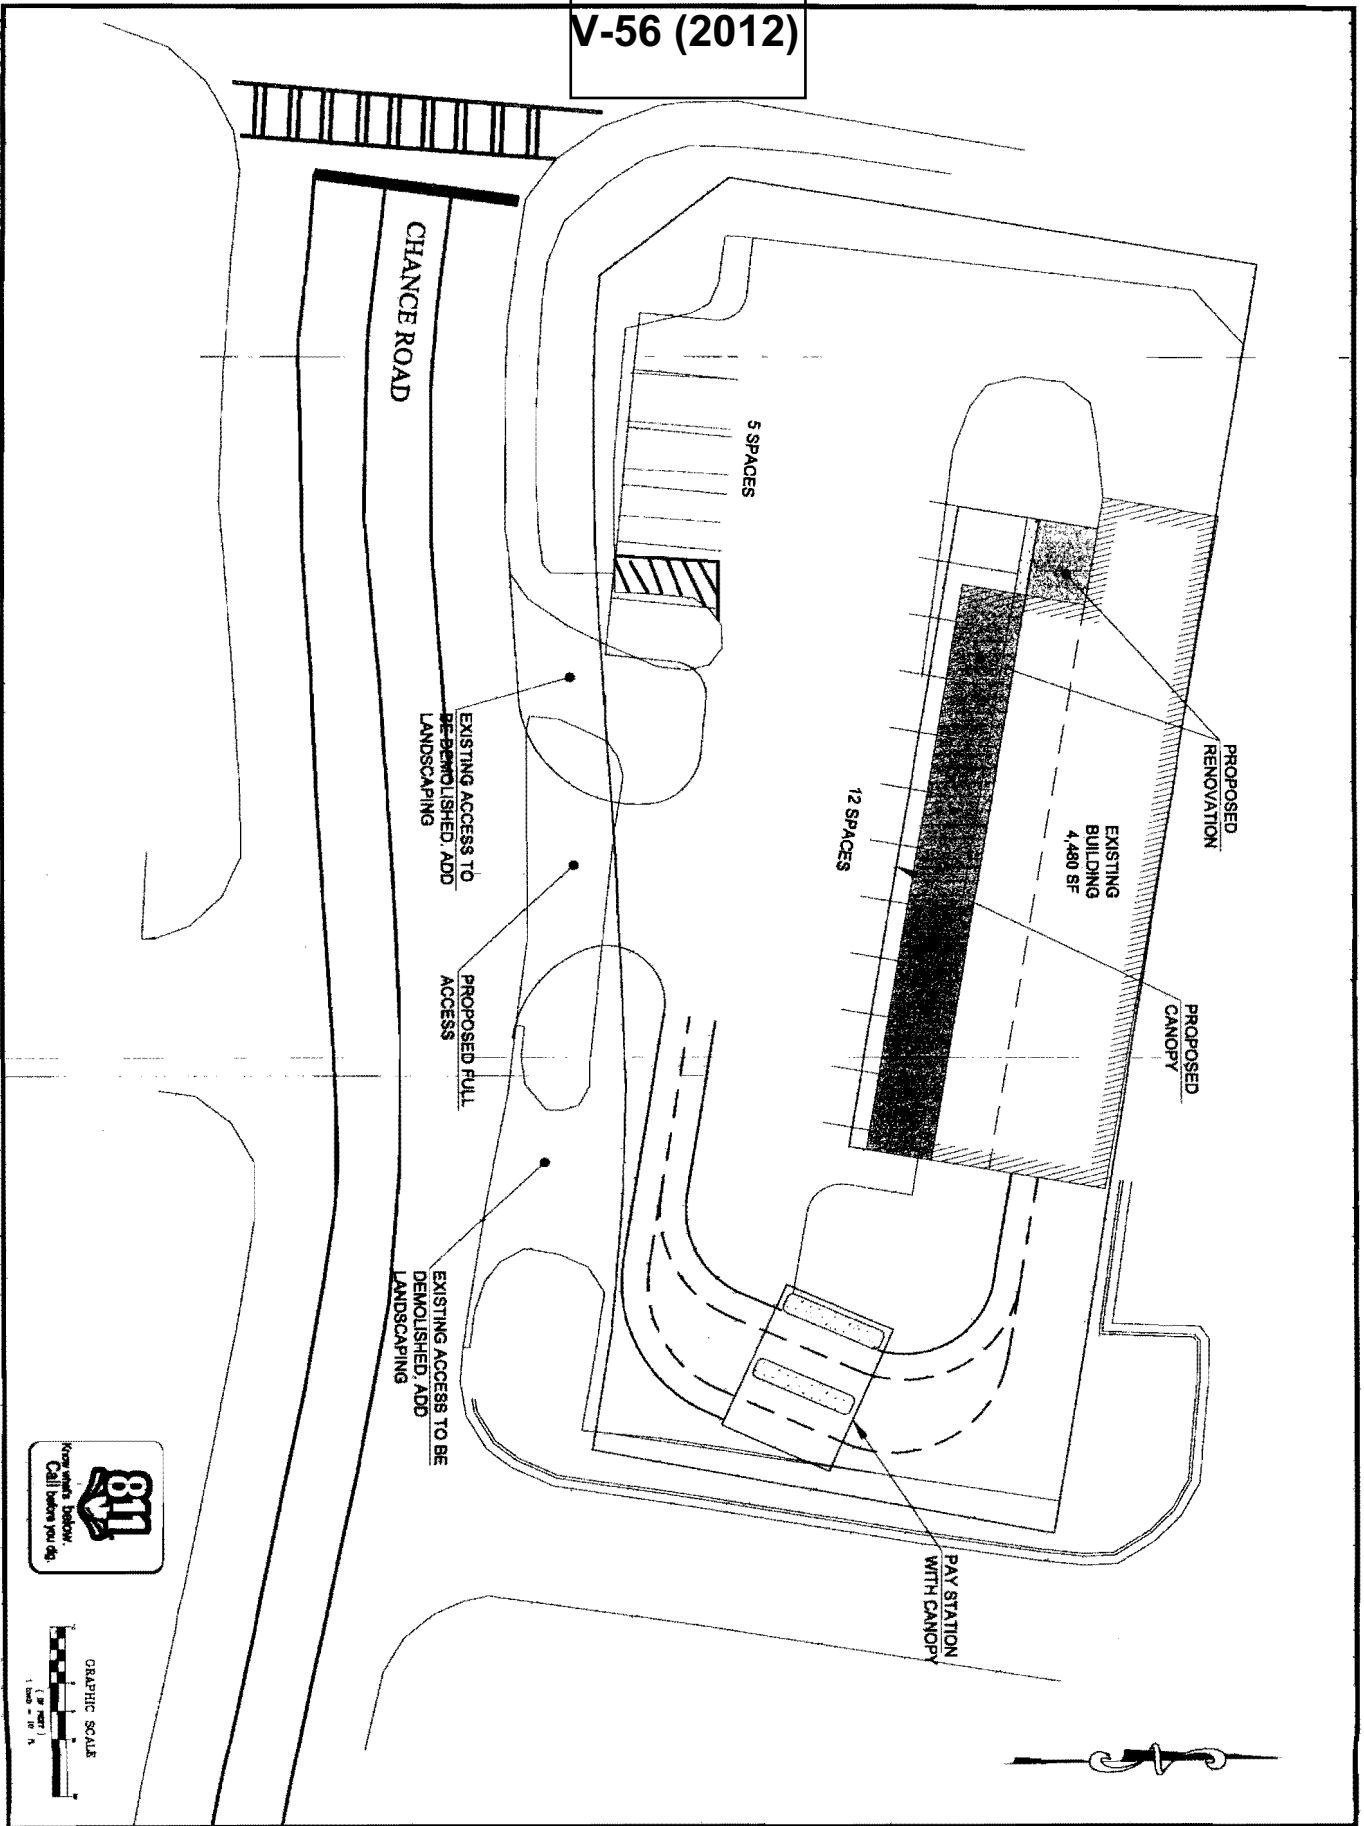 V-56 (2012)
CHANCE ROAD
5 SPACES
PROPOSED
RENOVATION
EXISTING
BUILDING
4,480 SF
12 SPACES
PROPOSED
CANOPY
EXISTING ACCESS TO
BE DEMOLISHED, ADD
LANDSCAPING
PROPOSED FULL
ACCESS
EXISTING ACCESS TO BE
DEMOLISHED, ADD
LANDSCAPING
PAY STATION
WITH CANOPY
811
Know what's below.
Call before you dig.
GRAPHIC SCALE
( IN FEET )